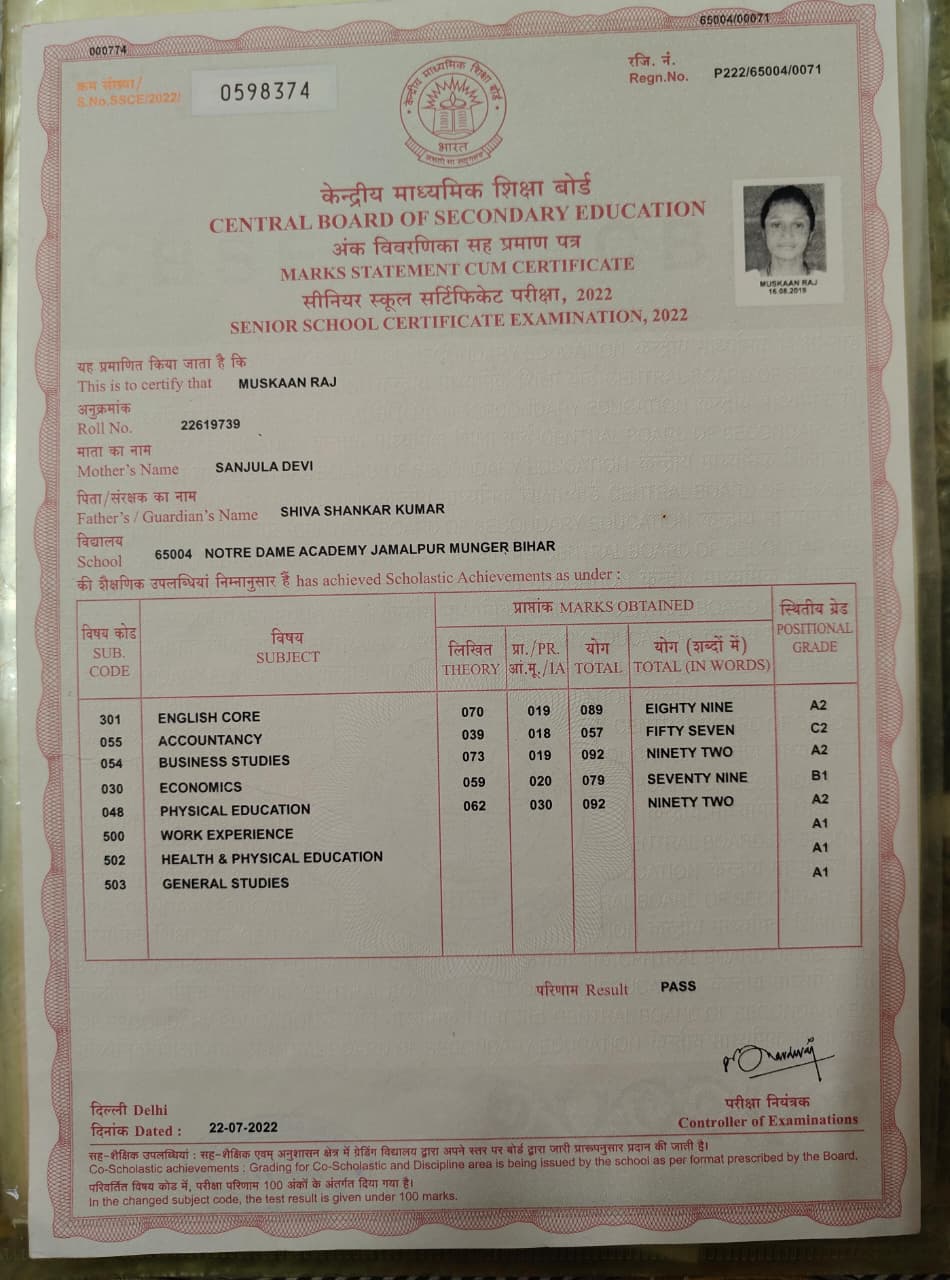 65004/00071
000774
क्रम संख्या/
S.No.SSCE/2022/
0598374
रजि. नं.
Regn.No. P222/65004/0071
केन्द्रीय माध्यमिक शिक्षा बोर्ड
भारत
केन्द्रीय माध्यमिक शिक्षा बोर्ड
CENTRAL BOARD OF SECONDARY EDUCATION
अंक विवरणिका सह प्रमाण पत्र
MARKS STATEMENT CUM CERTIFICATE
सीनियर स्कूल सर्टिफिकेट परीक्षा, 2022
SENIOR SCHOOL CERTIFICATE EXAMINATION, 2022
MUSKAAN RAJ
16.08.2019
यह प्रमाणित किया जाता है कि
This is to certify that MUSKAAN RAJ
अनुक्रमांक
Roll No. 22619739
माता का नाम
Mother's Name SANJULA DEVI
पिता/संरक्षक का नाम
Father's / Guardian's Name SHIVA SHANKAR KUMAR
विद्यालय
School 65004 NOTRE DAME ACADEMY JAMALPUR MUNGER BIHAR
की शैक्षणिक उपलब्धियां निम्नानुसार हैं has achieved Scholastic Achievements as under :
विषय कोड SUB. CODE
विषय SUBJECT
प्राप्तांक MARKS OBTAINED
लिखित THEORY
प्रा./PR. आं.मू./IA
योग TOTAL
योग (शब्दों में) TOTAL (IN WORDS)
स्थितीय ग्रेड POSITIONAL GRADE
301 ENGLISH CORE 070 019 089 EIGHTY NINE A2
055 ACCOUNTANCY 039 018 057 FIFTY SEVEN C2
054 BUSINESS STUDIES 073 019 092 NINETY TWO A2
030 ECONOMICS 059 020 079 SEVENTY NINE B1
048 PHYSICAL EDUCATION 062 030 092 NINETY TWO A2
500 WORK EXPERIENCE A1
502 HEALTH & PHYSICAL EDUCATION A1
503 GENERAL STUDIES A1
परिणाम Result PASS
दिल्ली Delhi
दिनांक Dated : 22-07-2022
परीक्षा नियंत्रक
Controller of Examinations
सह-शैक्षिक उपलब्धियां : सह-शैक्षिक एवम् अनुशासन क्षेत्र में ग्रेडिंग विद्यालय द्वारा अपने स्तर पर बोर्ड द्वारा जारी प्रारूपनुसार प्रदान की जाती है।
Co-Scholastic achievements : Grading for Co-Scholastic and Discipline area is being issued by the school as per format prescribed by the Board.
परिवर्तित विषय कोड में, परीक्षा परिणाम 100 अंकों के अंतर्गत दिया गया है।
In the changed subject code, the test result is given under 100 marks.